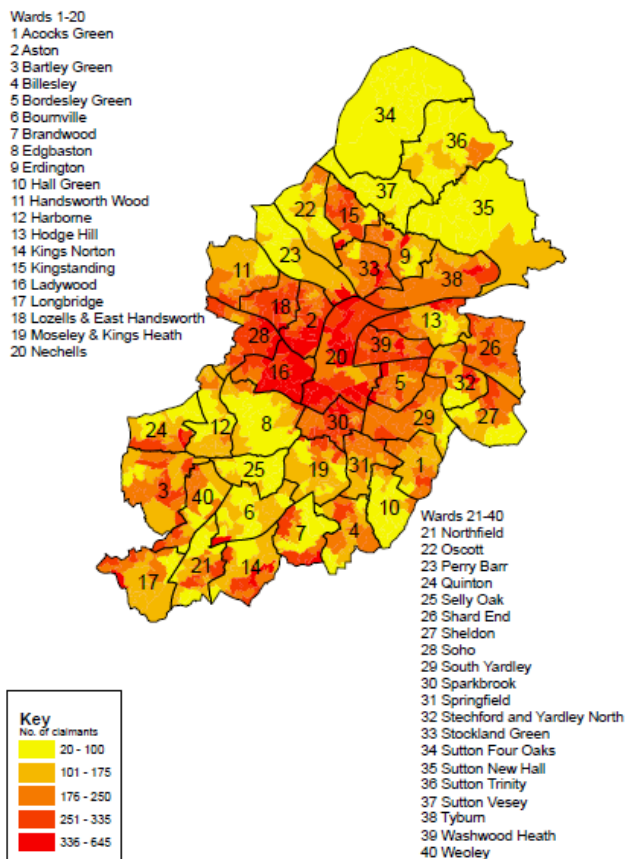 Wards 1-20
1 Acocks Green
2 Aston
3 Bartley Green
4 Billesley
5 Bordesley Green
6 Bournville
7 Brandwood
8 Edgbaston
9 Erdington
10 Hall Green
11 Handsworth Wood
12 Harborne
13 Hodge Hill
14 Kings Norton
15 Kingstanding
16 Ladywood
17 Longbridge
18 Lozells & East Handsworth
19 Moseley & Kings Heath
20 Nechells
34
36
37
35
22
15
23
33
9
38
11
18
2
13
28
20
39
26
16
5
32
27
30
29
8
24
12
19
31
1
25
3
40
10
6
7
4
21
14
17
Wards 21-40
21 Northfield
22 Oscott
23 Perry Barr
24 Quinton
25 Selly Oak
26 Shard End
27 Sheldon
28 Soho
29 South Yardley
30 Sparkbrook
31 Springfield
32 Stechford and Yardley North
33 Stockland Green
34 Sutton Four Oaks
35 Sutton New Hall
36 Sutton Trinity
37 Sutton Vesey
38 Tyburn
39 Washwood Heath
40 Weoley
Key
No. of claimants
20 - 100
101 - 175
176 - 250
251 - 335
336 - 645